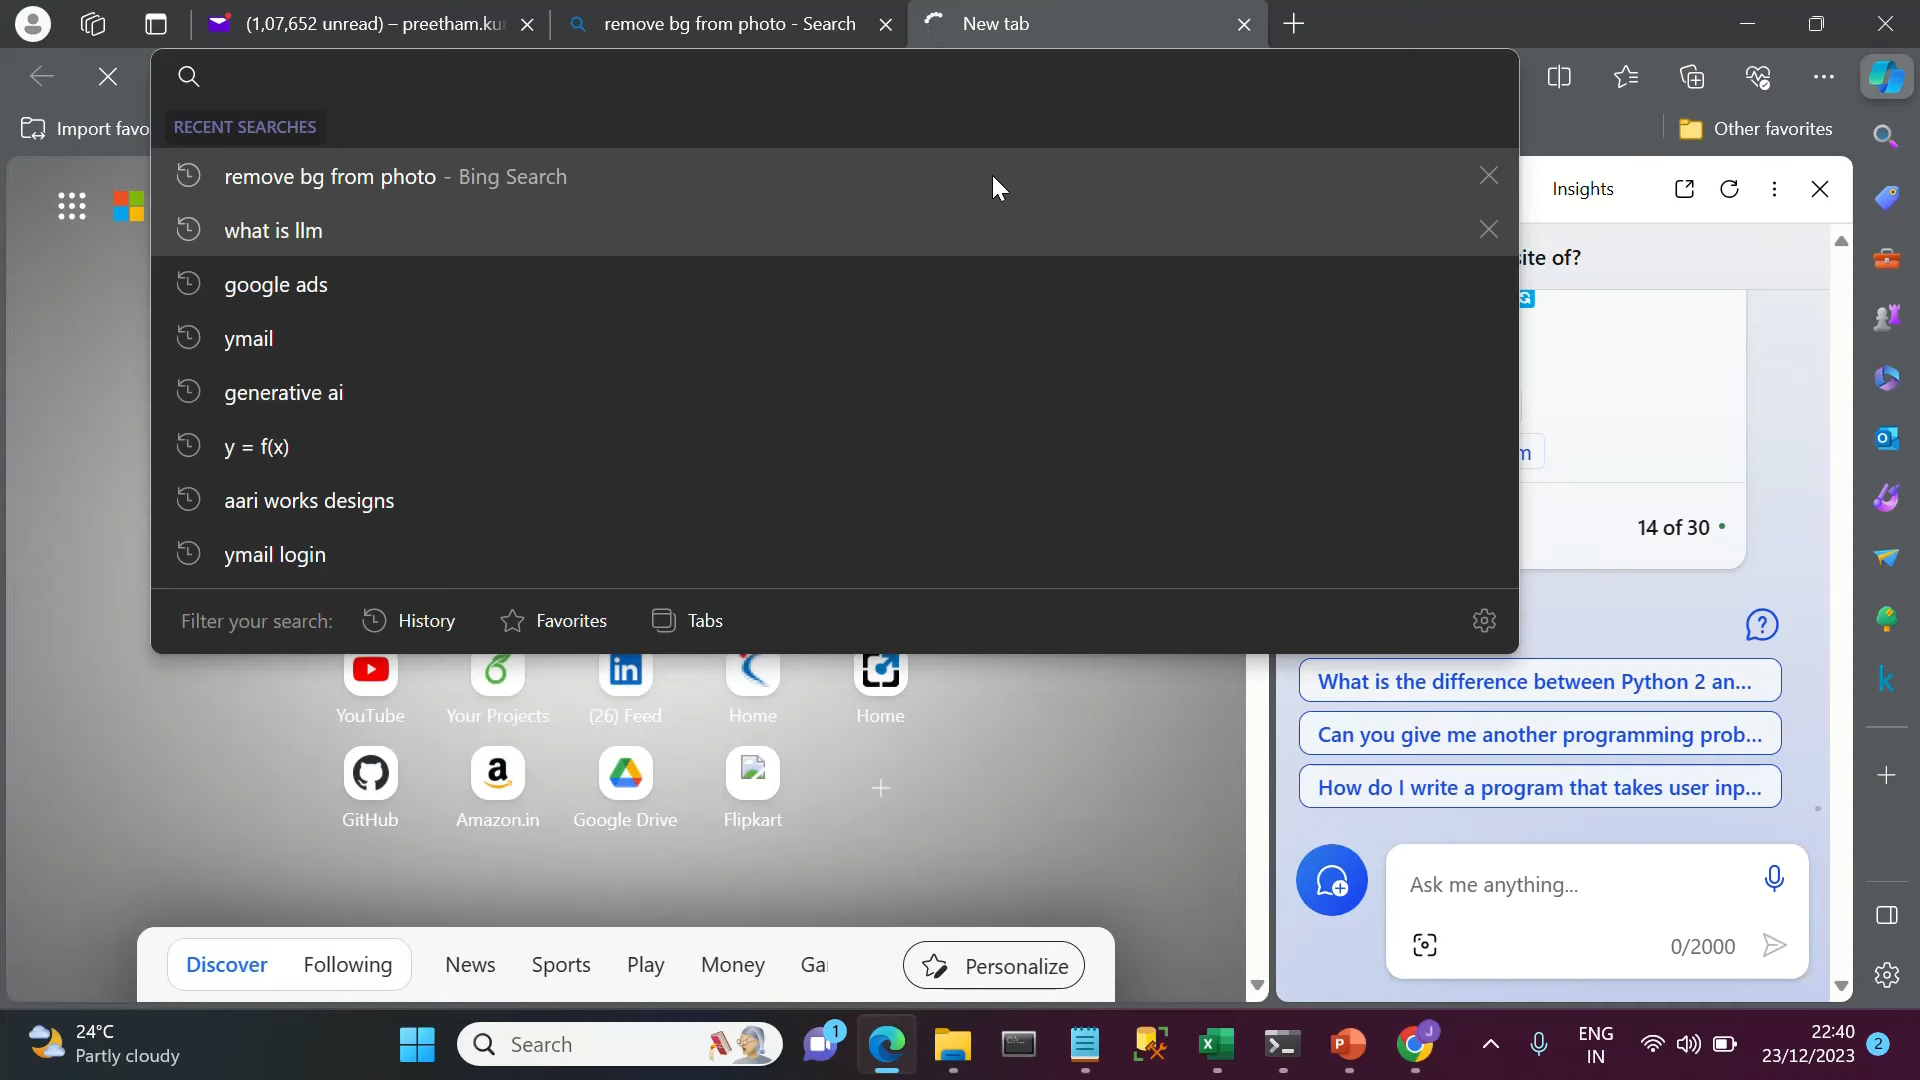 (1,07,652 unread) – preetham.ku
remove bg from photo - Search
New tab
Import favo
Other favorites
RECENT SEARCHES
remove bg from photo - Bing Search
what is llm
google ads
ymail
generative ai
y = f(x)
aari works designs
ymail login
Filter your search:
History
Favorites
Tabs
YouTube
Your Projects
(26) Feed
Home
Home
GitHub
Amazon.in
Google Drive
Flipkart
Discover
Following
News
Sports
Play
Money
Ga
Personalize
Insights
site of?
m
14 of 30
What is the difference between Python 2 an...
Can you give me another programming prob...
How do I write a program that takes user inp...
Ask me anything...
0/2000
24°C
Partly cloudy
Search
1
J
ENG
IN
22:40
23/12/2023
2